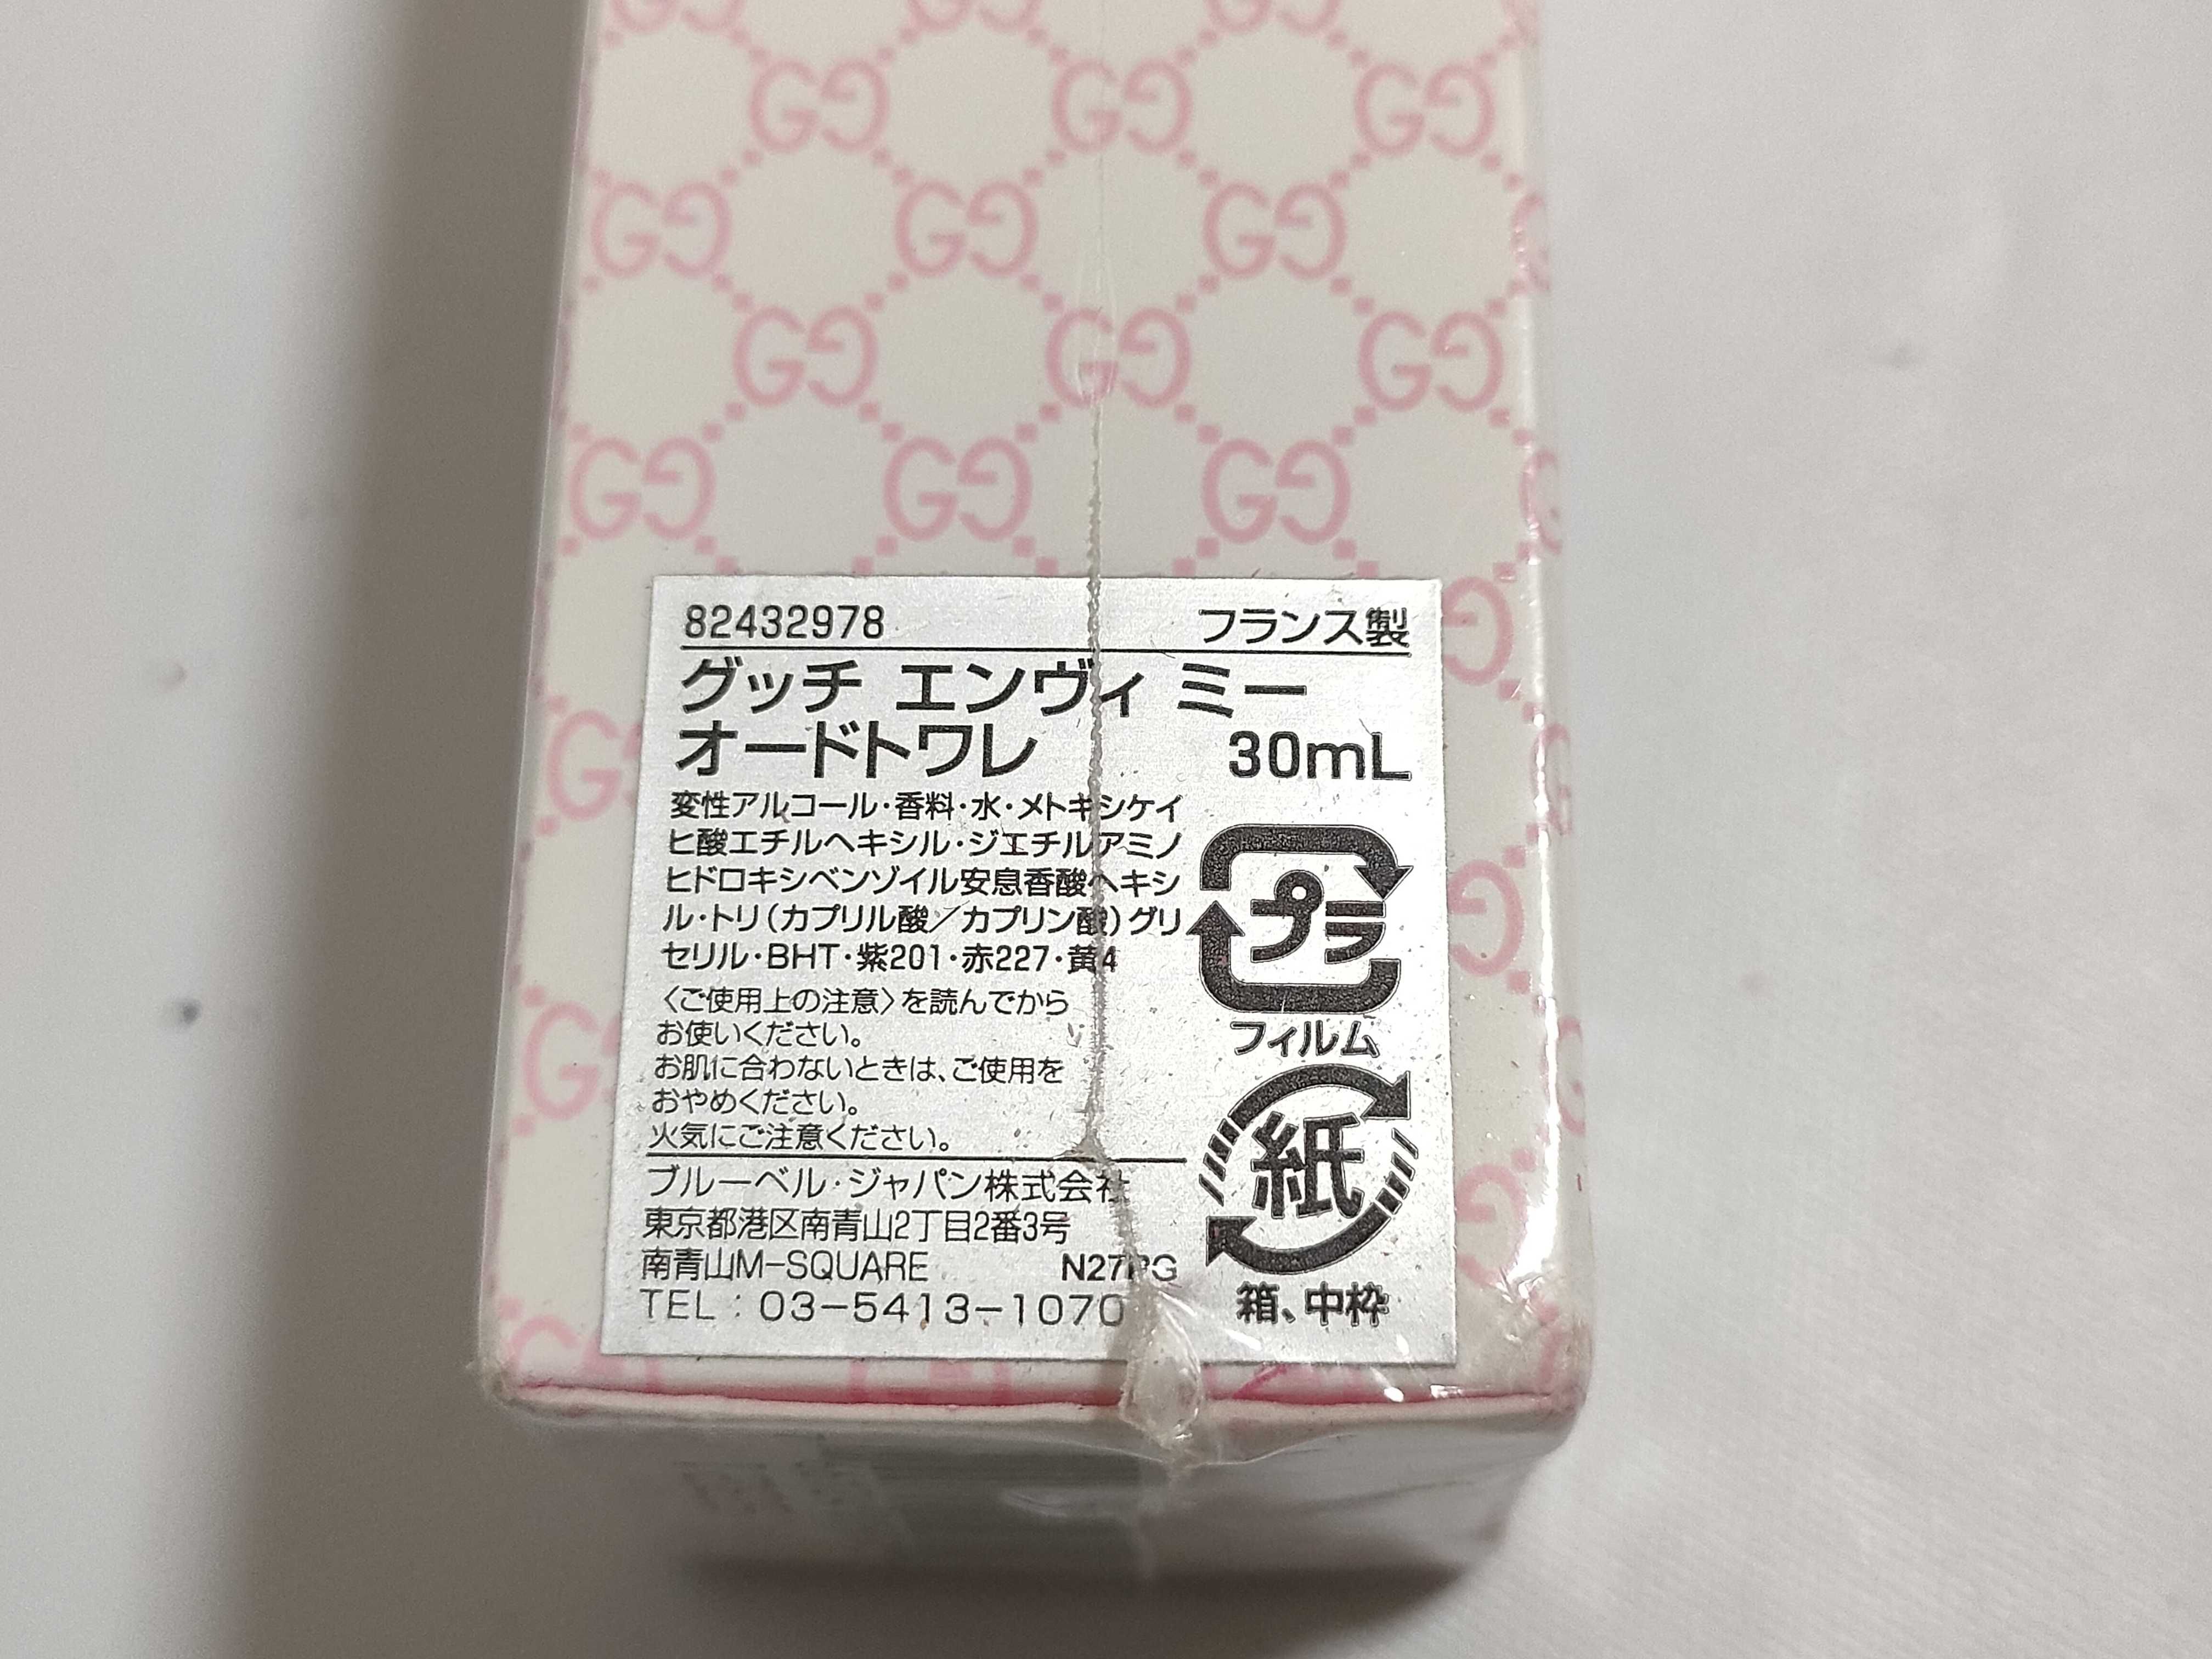 82432978 フランス製
グッチ エンヴィ ミー
オードトワレ 30mL
変性アルコール・香料・水・メトキシケイ
ヒ酸エチルヘキシル・ジエチルアミノ
ヒドロキシベンゾイル安息香酸ヘキシ
ル・トリ(カプリル酸/カプリン酸)グリ
セリル・BHT・紫201・赤227・黄4
〈ご使用上の注意〉を読んでから
お使いください。
お肌に合わないときは、ご使用を
おやめください。
火気にご注意ください。
プラ
フィルム
紙
箱、中枠
ブルーベル・ジャパン株式会社
東京都港区南青山2丁目2番3号
南青山M-SQUARE N27PG
TEL:03-5413-1070